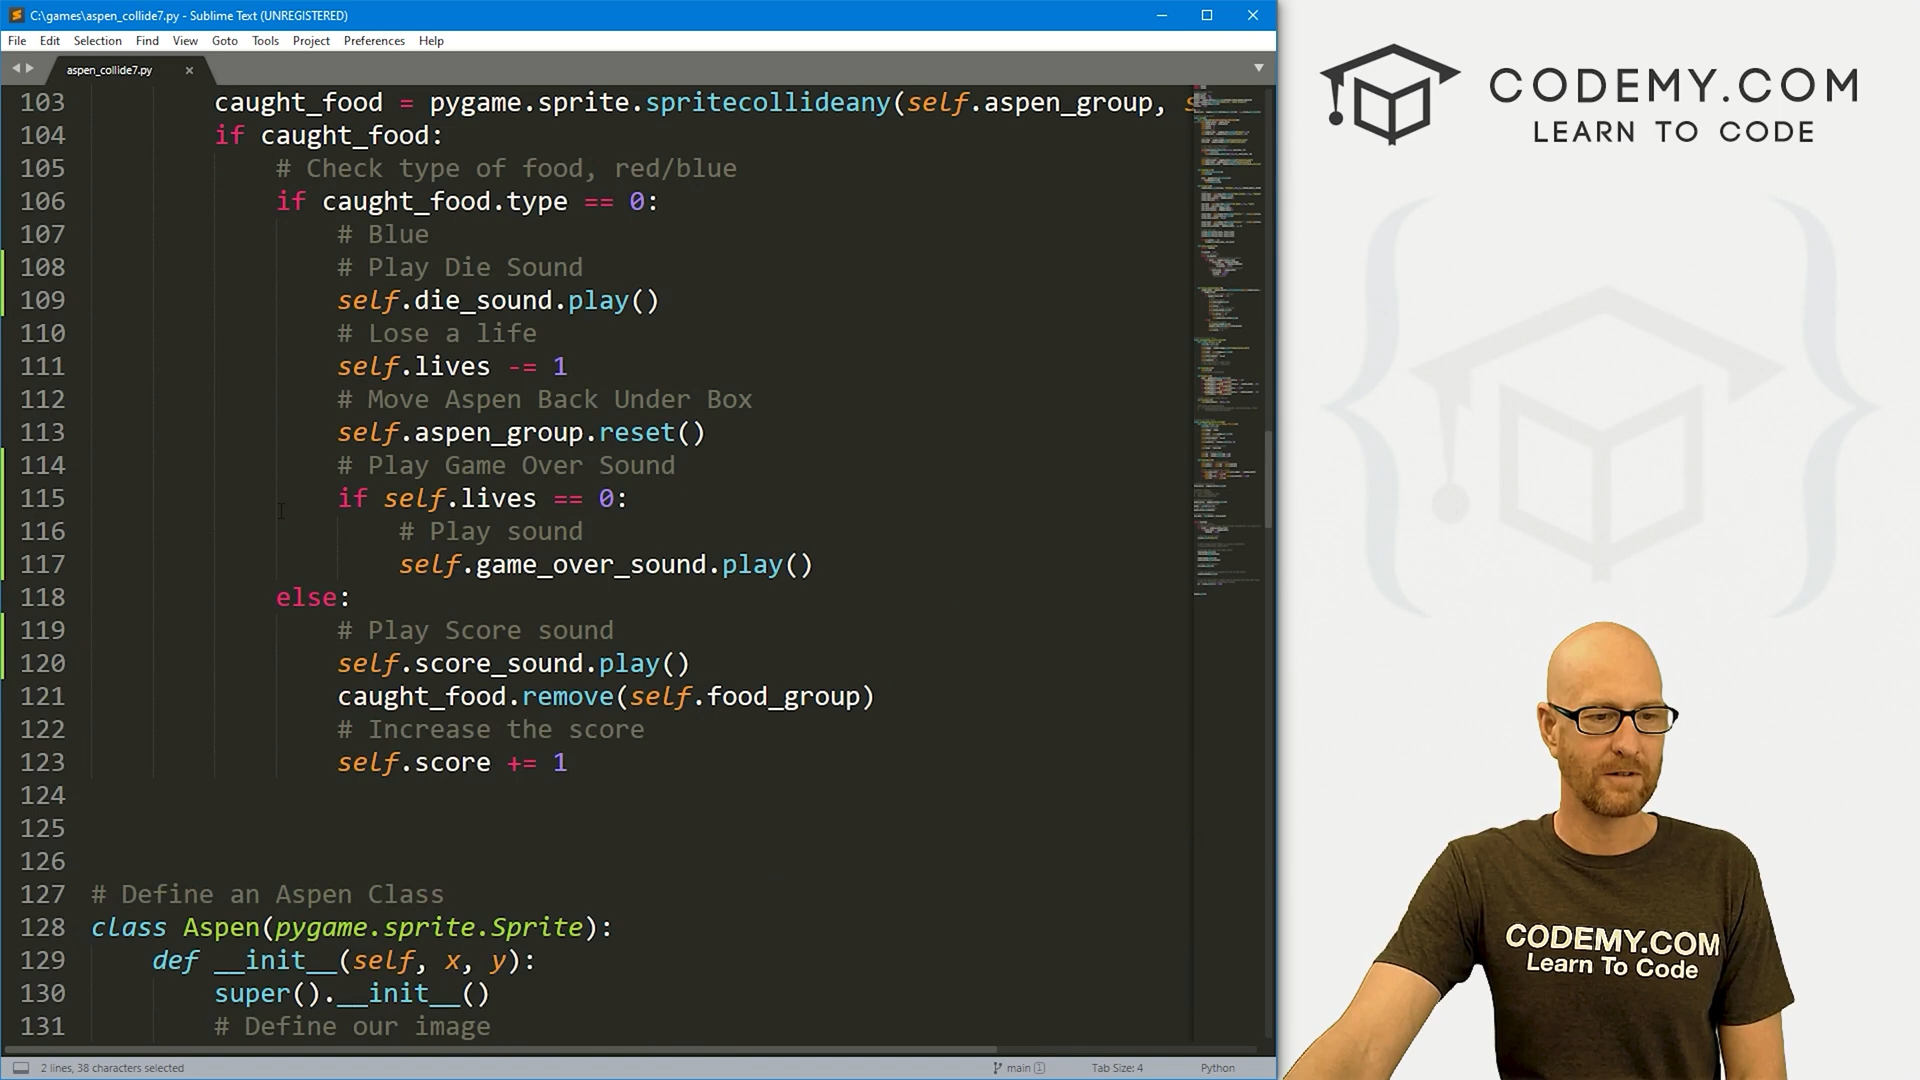 C:\games\aspen_collide7.py - Sublime Text (UNREGISTERED)
File Edit Selection Find View Goto Tools Project Preferences Help
aspen_collide7.py
103 caught_food = pygame.sprite.spritecollideany(self.aspen_group, s
104 if caught_food:
105 # Check type of food, red/blue
106 if caught_food.type == 0:
107 # Blue
108 # Play Die Sound
109 self.die_sound.play()
110 # Lose a life
111 self.lives -= 1
112 # Move Aspen Back Under Box
113 self.aspen_group.reset()
114 # Play Game Over Sound
115 if self.lives == 0:
116 # Play sound
117 self.game_over_sound.play()
118 else:
119 # Play Score sound
120 self.score_sound.play()
121 caught_food.remove(self.food_group)
122 # Increase the score
123 self.score += 1
124
125
126
127 # Define an Aspen Class
128 class Aspen(pygame.sprite.Sprite):
129 def __init__(self, x, y):
130 super().__init__()
131 # Define our image
2 lines, 38 characters selected
main 1
Tab Size: 4
Python
CODEMY.COM
LEARN TO CODE
CODEMY.COM
Learn To Code